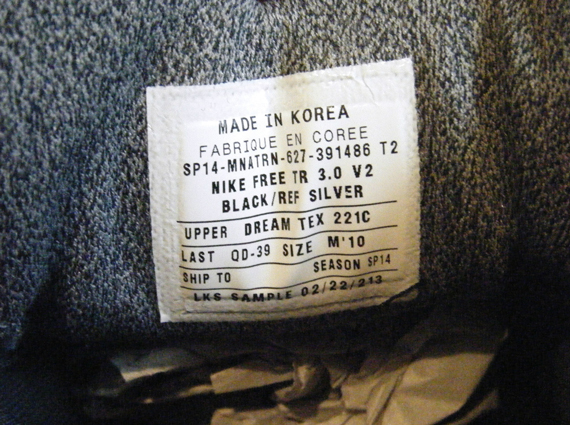 MADE IN KOREA
FABRIQUE EN COREE
SP14-MNATRN-627-391486 T2
NIKE FREE TR 3.0 V2
BLACK/REF SILVER
UPPER DREAM TEX 221C
LAST QD-39 SIZE M'10
SHIP TO SEASON SP14
LKS SAMPLE 02/22/213